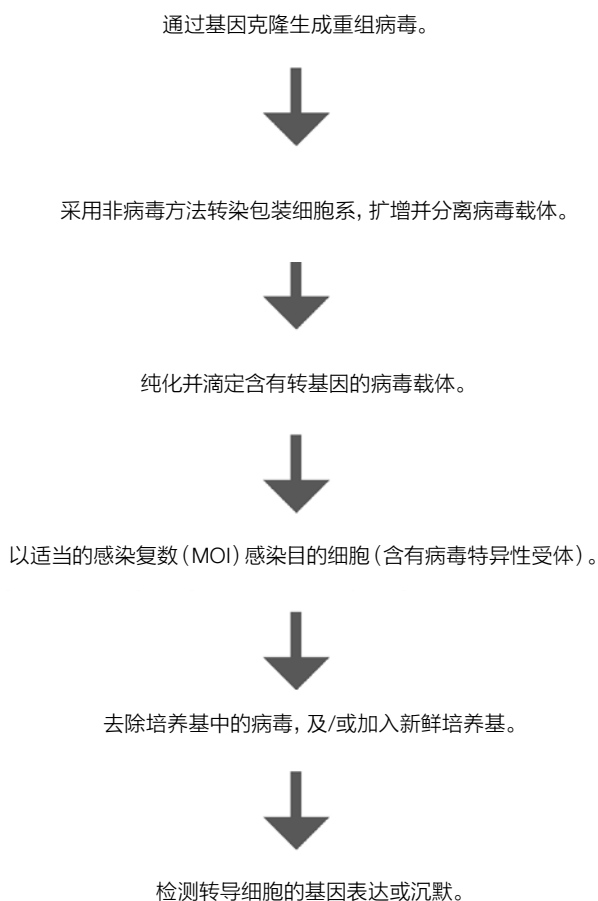 通过基因克隆生成重组病毒。
采用非病毒方法转染包装细胞系，扩增并分离病毒载体。
纯化并滴定含有转基因的病毒载体。
以适当的感染复数（MOI）感染目的细胞（含有病毒特异性受体）。
去除培养基中的病毒，及/或加入新鲜培养基。
检测转导细胞的基因表达或沉默。